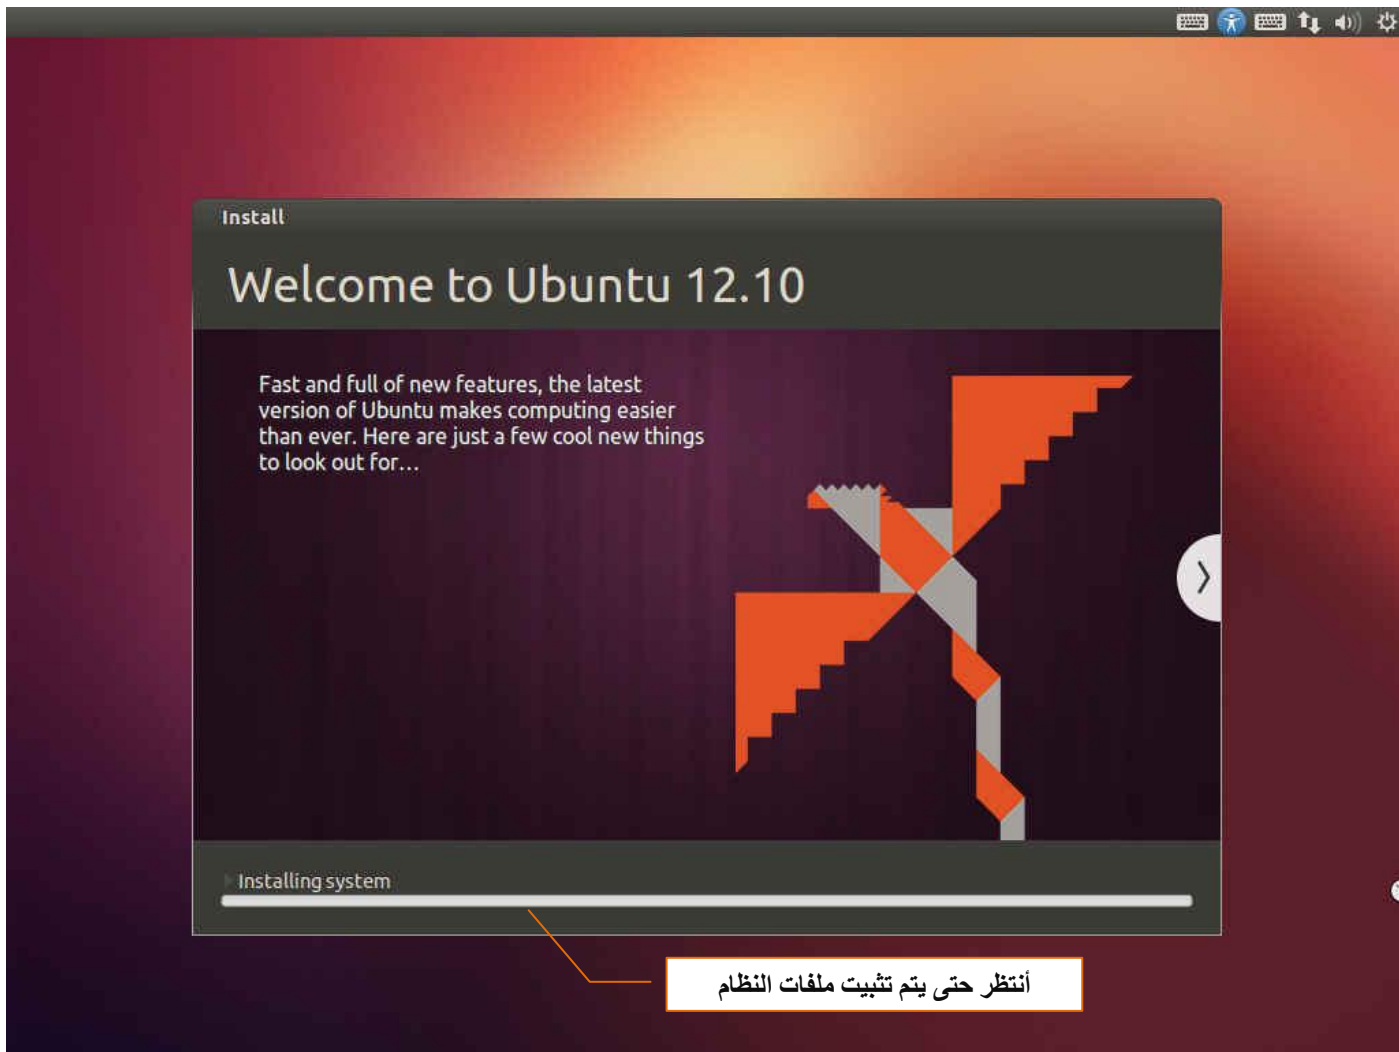 Install
Welcome to Ubuntu 12.10
Fast and full of new features, the latest
version of Ubuntu makes computing easier
than ever. Here are just a few cool new things
to look out for...
Installing system
أنتظر حتى يتم تثبيت ملفات النظام